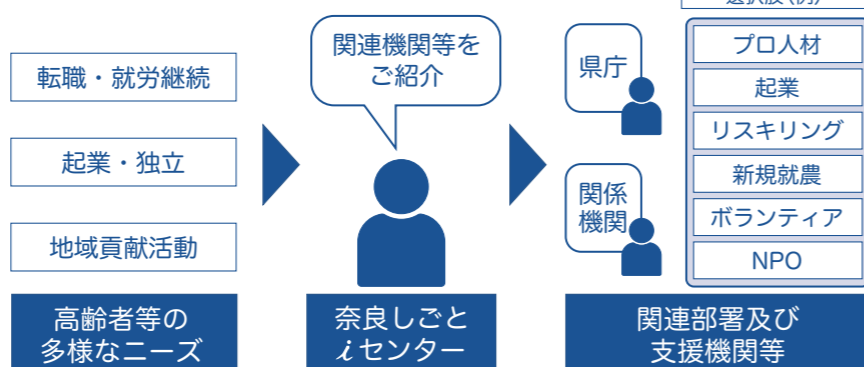 転職・就労継続
起業・独立
地域貢献活動
高齢者等の
多様なニーズ
関連機関等を
ご紹介
奈良しごと
iセンター
県庁
関係
機関
選択肢（例）
プロ人材
起業
リスキリング
新規就農
ボランティア
NPO
関連部署及び
支援機関等